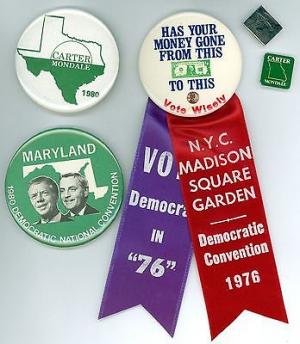 CARTER
MONDALE
1980
HAS YOUR
MONEY GONE
FROM THIS
TO THIS
Vote Wisely
CARTER
MONDALE
MARYLAND
1980 DEMOCRATIC NATIONAL CONVENTION
VO
Democra
IN
"76"
N.Y.C.
MADISON
SQUARE
GARDEN
Democratic
Convention
1976